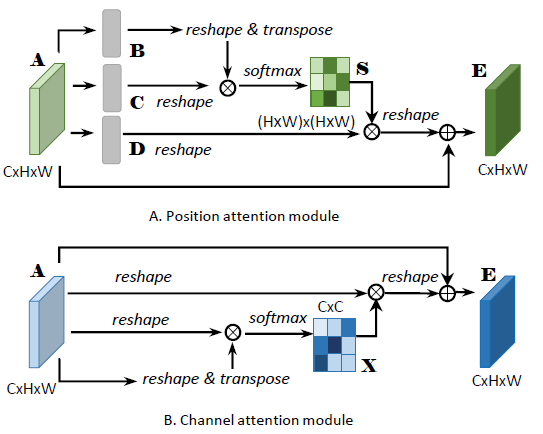 A
B
reshape & transpose
C
reshape
softmax
S
E
(HxW)x(HxW)
reshape
D
reshape
CxHxW
CxHxW
A. Position attention module
A
E
reshape
reshape
CxC
reshape
softmax
X
CxHxW
reshape & transpose
CxHxW
B. Channel attention module